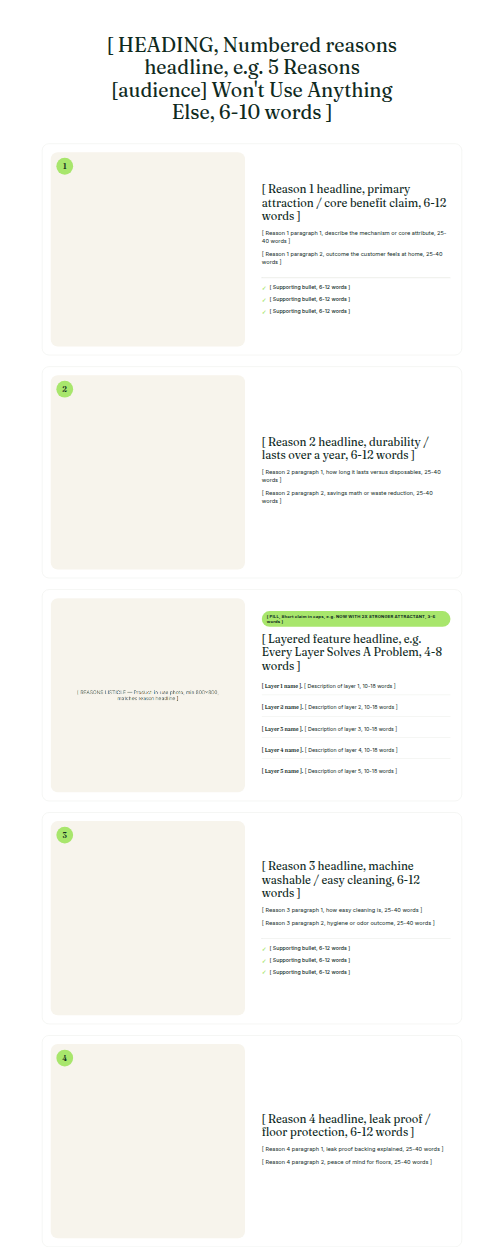 [ HEADING, Numbered reasons
headline, e.g. 5 Reasons
[audience] Won't Use Anything
Else, 6-10 words ]
1
[ Reason 1 headline, primary
attraction / core benefit claim, 6-12
words ]
[ Reason 1 paragraph 1, describe the mechanism or core attribute, 25-
40 words ]
[ Reason 1 paragraph 2, outcome the customer feels at home, 25-40
words ]
✓ [ Supporting bullet, 6-12 words ]
✓ [ Supporting bullet, 6-12 words ]
✓ [ Supporting bullet, 6-12 words ]
2
[ Reason 2 headline, durability /
lasts over a year, 6-12 words ]
[ Reason 2 paragraph 1, how long it lasts versus disposables, 25-40
words ]
[ Reason 2 paragraph 2, savings math or waste reduction, 25-40
words ]
[ REASONS LISTICLE — Product-in-use photo, min 800×800,
matches reason headline ]
[ PILL, Short claim in caps, e.g. NOW WITH 2X STRONGER ATTRACTANT, 3-6
words ]
[ Layered feature headline, e.g.
Every Layer Solves A Problem, 4-8
words ]
[ Layer 1 name ]. [ Description of layer 1, 10-18 words ]
[ Layer 2 name ]. [ Description of layer 2, 10-18 words ]
[ Layer 3 name ]. [ Description of layer 3, 10-18 words ]
[ Layer 4 name ]. [ Description of layer 4, 10-18 words ]
[ Layer 5 name ]. [ Description of layer 5, 10-18 words ]
3
[ Reason 3 headline, machine
washable / easy cleaning, 6-12
words ]
[ Reason 3 paragraph 1, how easy cleaning is, 25-40 words ]
[ Reason 3 paragraph 2, hygiene or odor outcome, 25-40 words ]
✓ [ Supporting bullet, 6-12 words ]
✓ [ Supporting bullet, 6-12 words ]
✓ [ Supporting bullet, 6-12 words ]
4
[ Reason 4 headline, leak proof /
floor protection, 6-12 words ]
[ Reason 4 paragraph 1, leak proof backing explained, 25-40 words ]
[ Reason 4 paragraph 2, peace of mind for floors, 25-40 words ]